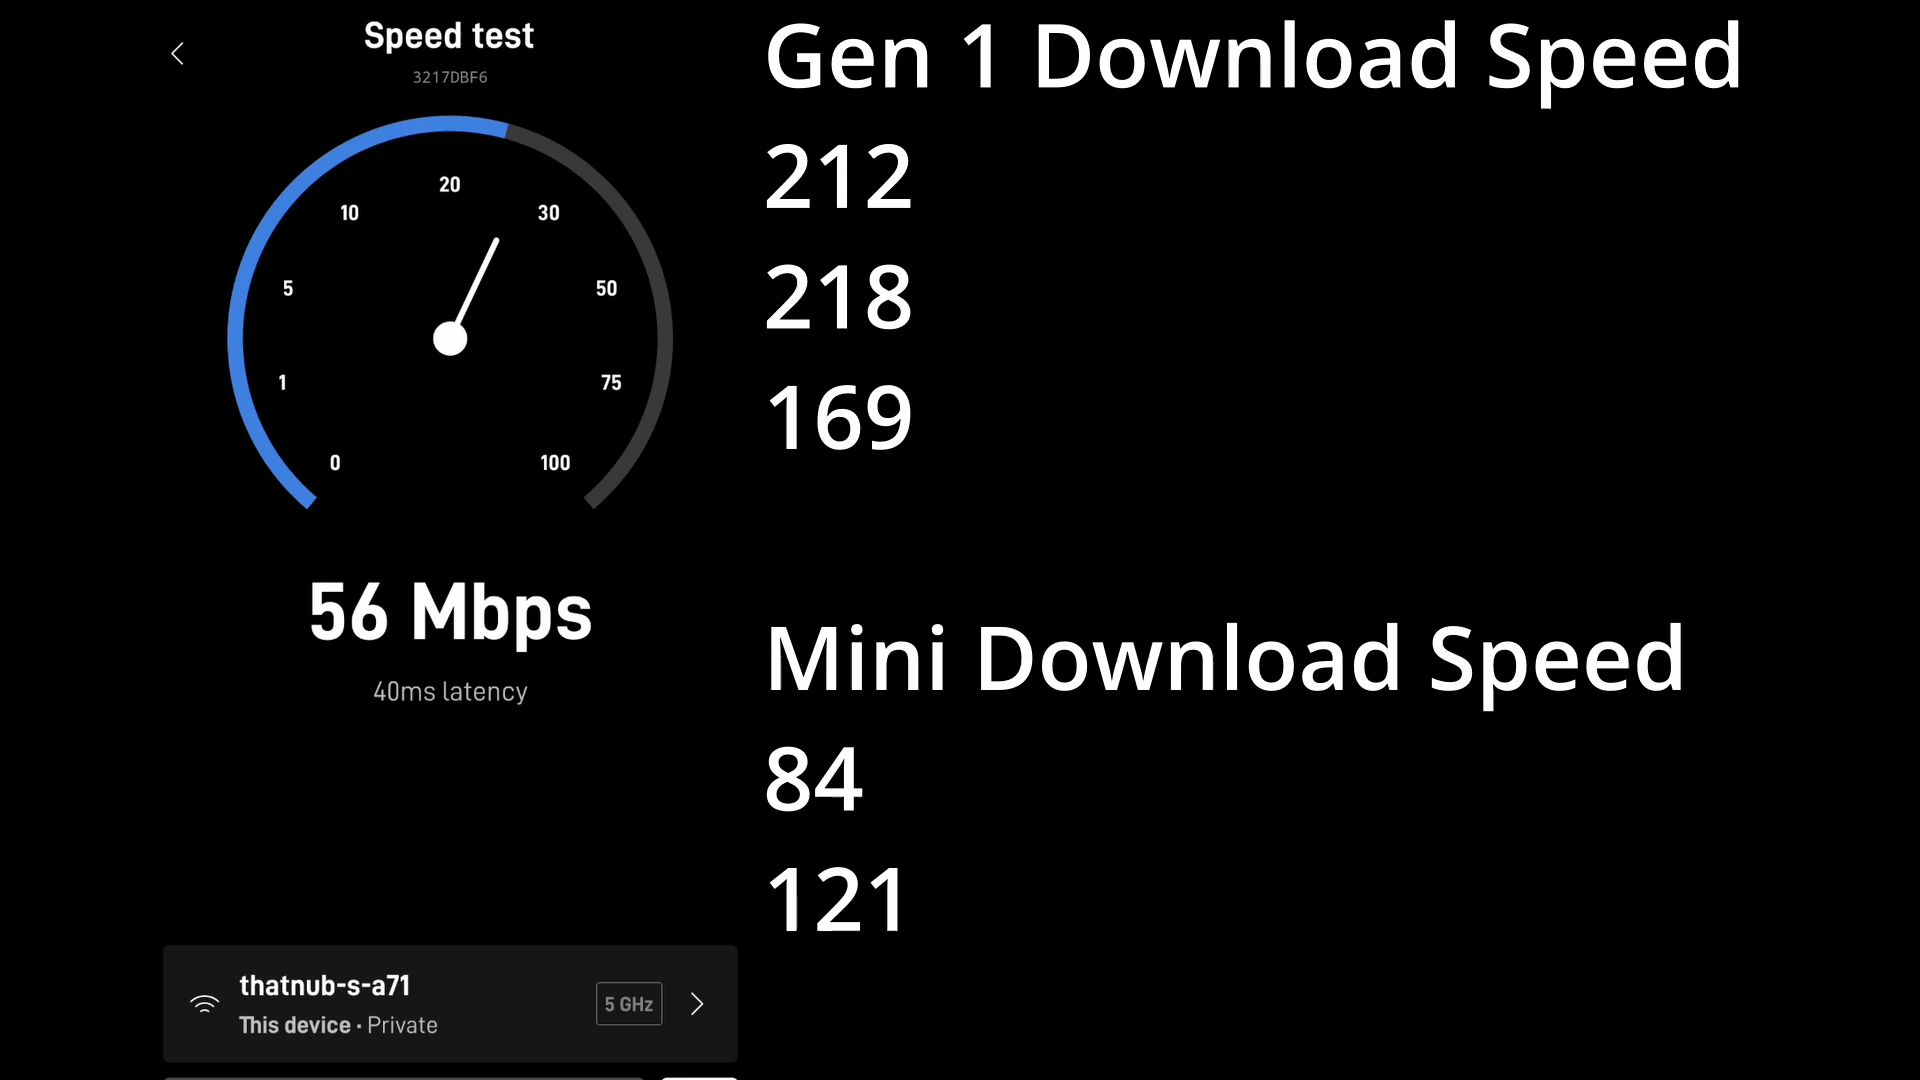 Speed test
3217DBF6
20
10
30
5
50
1
75
0
100
56 Mbps
40ms latency
thatnub-s-a71
This device · Private
5 GHz
Gen 1 Download Speed
212
218
169
Mini Download Speed
84
121